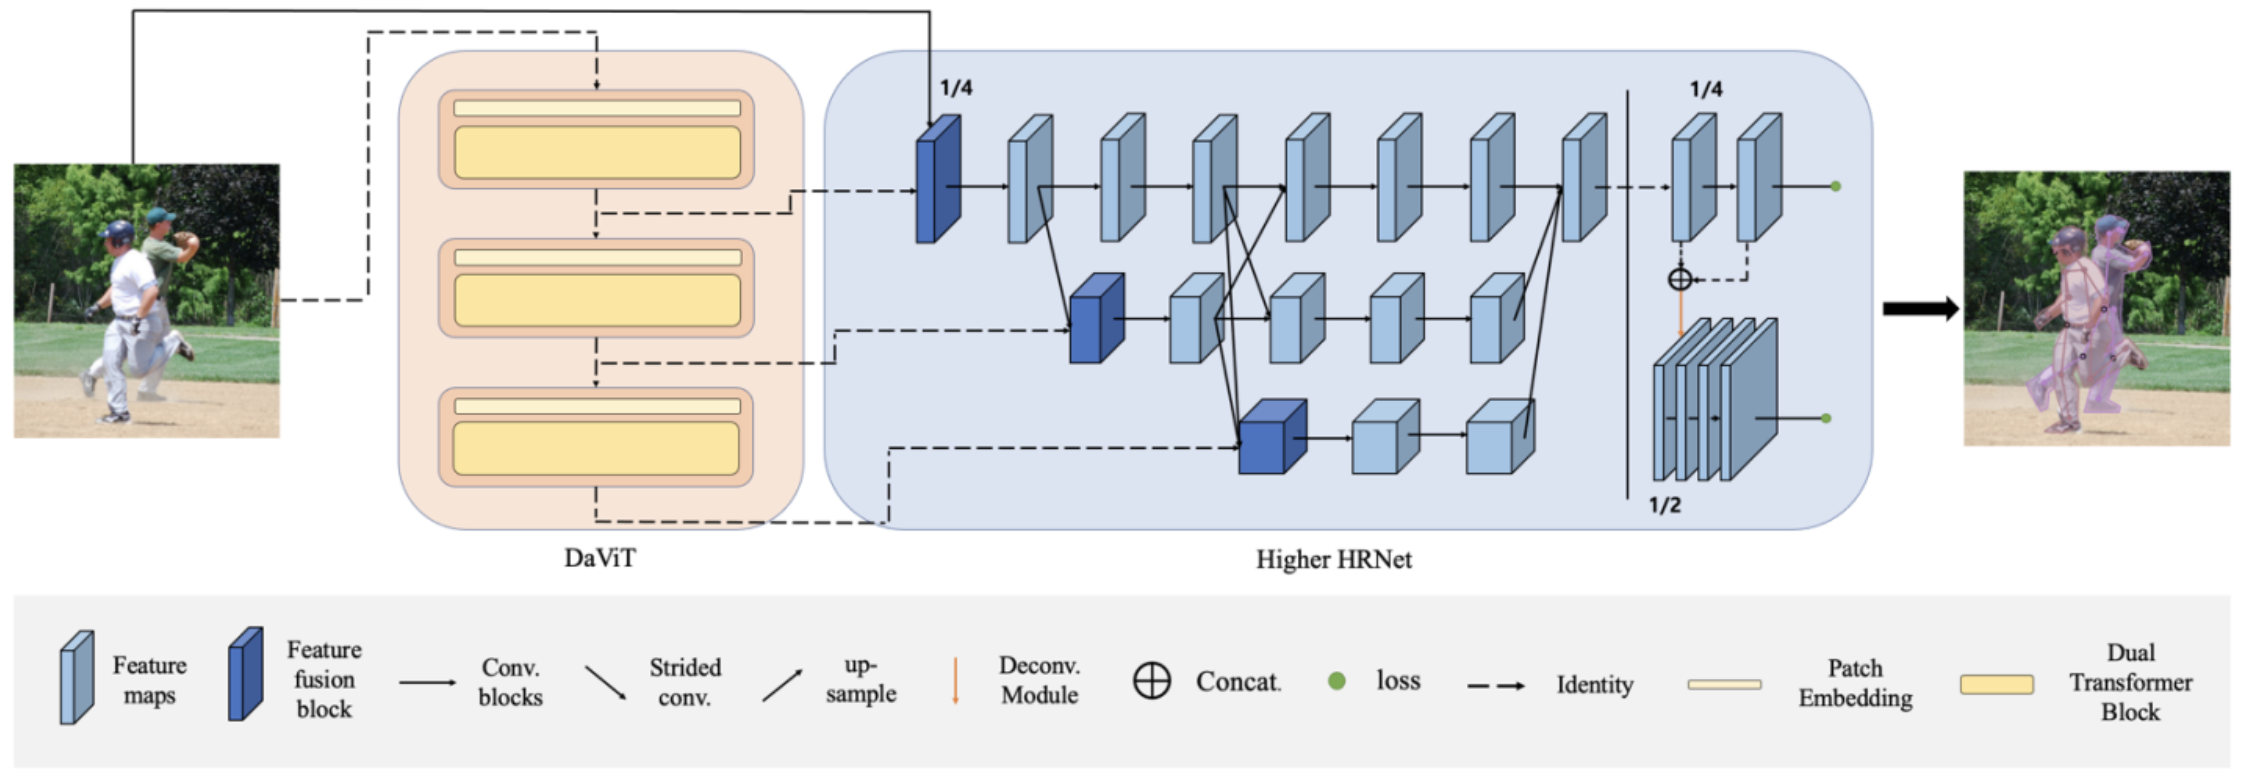 1/4
1/4
1/2
DaViT
Higher HRNet
Feature
maps
Feature
fusion
block
Conv.
blocks
Strided
conv.
up-
sample
Deconv.
Module
Concat.
loss
Identity
Patch
Embedding
Dual
Transformer
Block